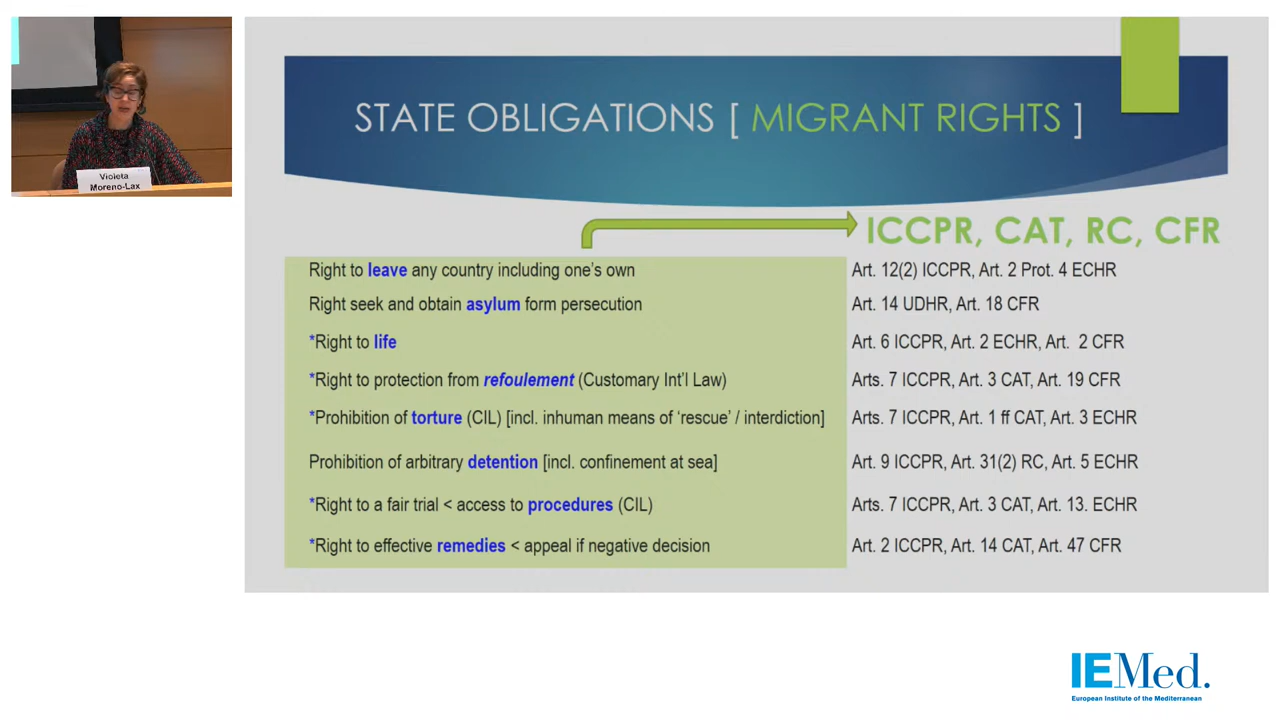 Violeta
Moreno-Lax
STATE OBLIGATIONS [ MIGRANT RIGHTS ]
ICCPR, CAT, RC, CFR
Right to leave any country including one's own
Art. 12(2) ICCPR, Art. 2 Prot. 4 ECHR
Right seek and obtain asylum form persecution
Art. 14 UDHR, Art. 18 CFR
*Right to life
Art. 6 ICCPR, Art. 2 ECHR, Art. 2 CFR
*Right to protection from refoulement (Customary Int'l Law)
Arts. 7 ICCPR, Art. 3 CAT, Art. 19 CFR
*Prohibition of torture (CIL) [incl. inhuman means of 'rescue' / interdiction]
Arts. 7 ICCPR, Art. 1 ff CAT, Art. 3 ECHR
Prohibition of arbitrary detention [incl. confinement at sea]
Art. 9 ICCPR, Art. 31(2) RC, Art. 5 ECHR
*Right to a fair trial < access to procedures (CIL)
Arts. 7 ICCPR, Art. 3 CAT, Art. 13. ECHR
*Right to effective remedies < appeal if negative decision
Art. 2 ICCPR, Art. 14 CAT, Art. 47 CFR
IEMed.
European Institute of the Mediterranean